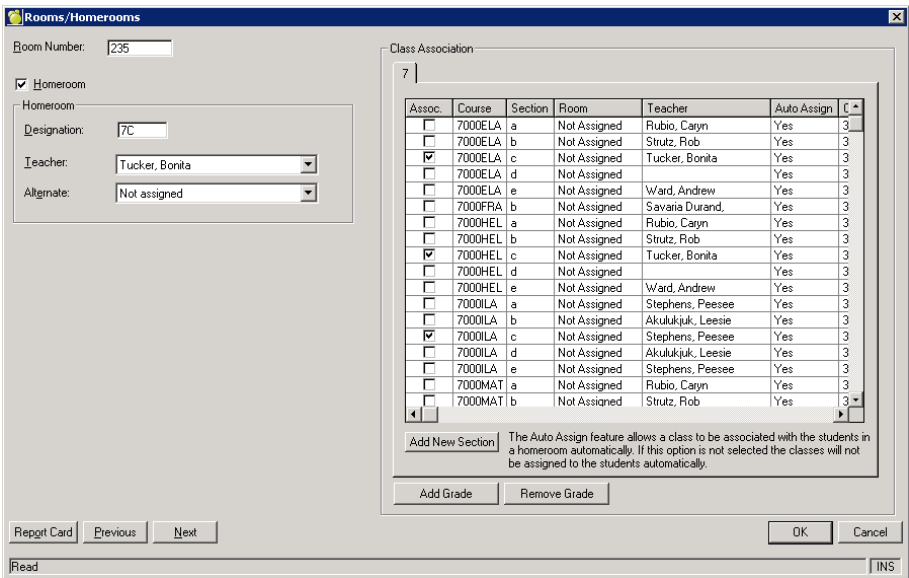 Rooms/Homerooms
Room Number: 235
Homeroom
Homeroom
Designation: 7C
Teacher: Tucker, Bonita
Alternate: Not assigned
Class Association
7
Assoc. Course Section Room Teacher Auto Assign
7000ELA a Not Assigned Rubio, Caryn Yes 3
7000ELA b Not Assigned Strutz, Rob Yes 3
7000ELA c Not Assigned Tucker, Bonita Yes 3
7000ELA d Not Assigned Yes 3
7000ELA e Not Assigned Ward, Andrew Yes 3
7000FRA b Not Assigned Savaria Durand, Yes 3
7000HEL a Not Assigned Rubio, Caryn Yes 3
7000HEL b Not Assigned Strutz, Rob Yes 3
7000HEL c Not Assigned Tucker, Bonita Yes 3
7000HEL d Not Assigned Yes 3
7000HEL e Not Assigned Ward, Andrew Yes 3
7000ILA a Not Assigned Stephens, Peesee Yes 3
7000ILA b Not Assigned Akulukjuk, Leesie Yes 3
7000ILA c Not Assigned Stephens, Peesee Yes 3
7000ILA d Not Assigned Akulukjuk, Leesie Yes 3
7000ILA e Not Assigned Stephens, Peesee Yes 3
7000MAT a Not Assigned Rubio, Caryn Yes 3
7000MAT b Not Assigned Strutz, Rob Yes 3
Add New Section
The Auto Assign feature allows a class to be associated with the students in
a homeroom automatically. If this option is not selected the classes will not
be assigned to the students automatically.
Add Grade Remove Grade
Report Card Previous Next OK Cancel
Read INS